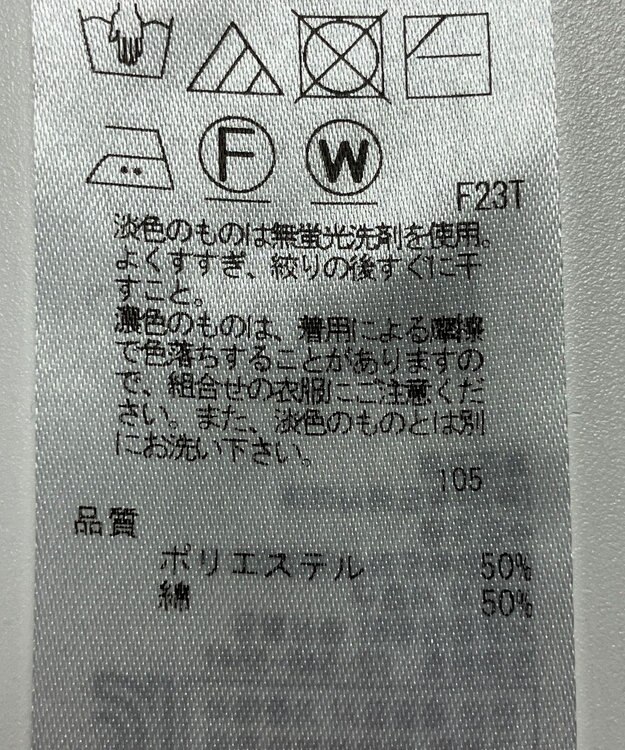 F W
F23T
淡色のものは無蛍光洗剤を使用。
よくすすぎ、絞りの後すぐに干
すこと。
濃色のものは、着用による摩擦
で色落ちすることがありますの
で、組合せの衣服にご注意くだ
さい。また、淡色のものとは別
にお洗い下さい。
105
品質
ポリエステル 50%
綿 50%